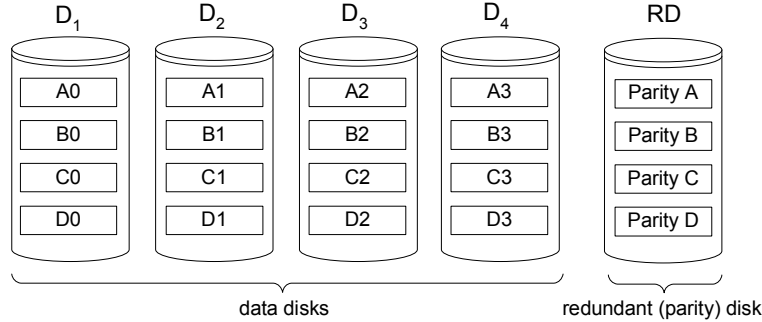 D1 D2 D3 D4 RD
A0 A1 A2 A3 Parity A
B0 B1 B2 B3 Parity B
C0 C1 C2 C3 Parity C
D0 D1 D2 D3 Parity D
data disks redundant (parity) disk